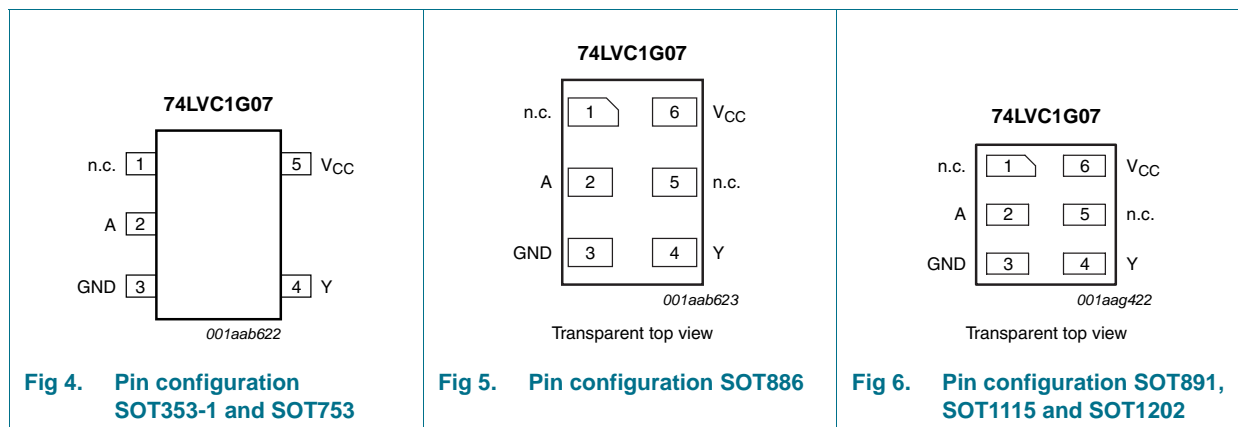 74LVC1G07
n.c. 1
5 VCC
A 2
GND 3
4 Y
001aab622
Fig 4. Pin configuration
SOT353-1 and SOT753
74LVC1G07
n.c. 1 6 VCC
A 2 5 n.c.
GND 3 4 Y
001aab623
Transparent top view
Fig 5. Pin configuration SOT886
74LVC1G07
n.c. 1 6 VCC
A 2 5 n.c.
GND 3 4 Y
001aag422
Transparent top view
Fig 6. Pin configuration SOT891,
SOT1115 and SOT1202